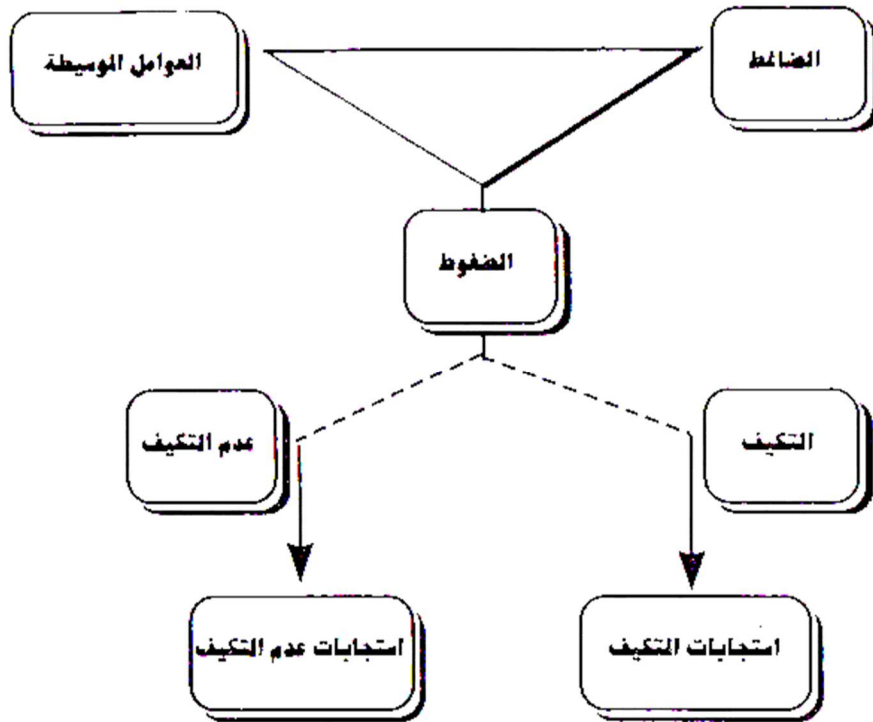 الضاغط
العوامل الوسيطة
الضغوط
التكيف
عدم التكيف
استجابات التكيف
استجابات عدم التكيف